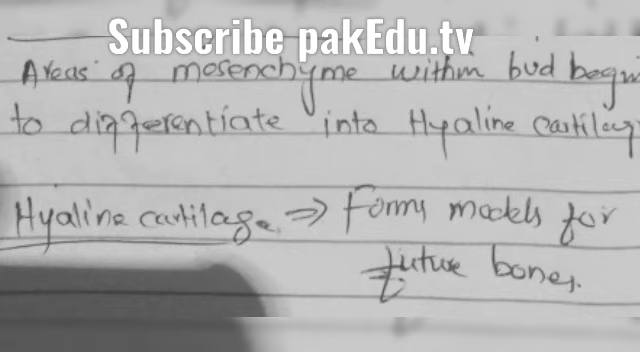 Subscribe pakEdu.tv
Areas of mesenchyme within bud begin
to differentiate into Hyaline cartilag
Hyaline cartilage ⇒ Forms models for
future bones.